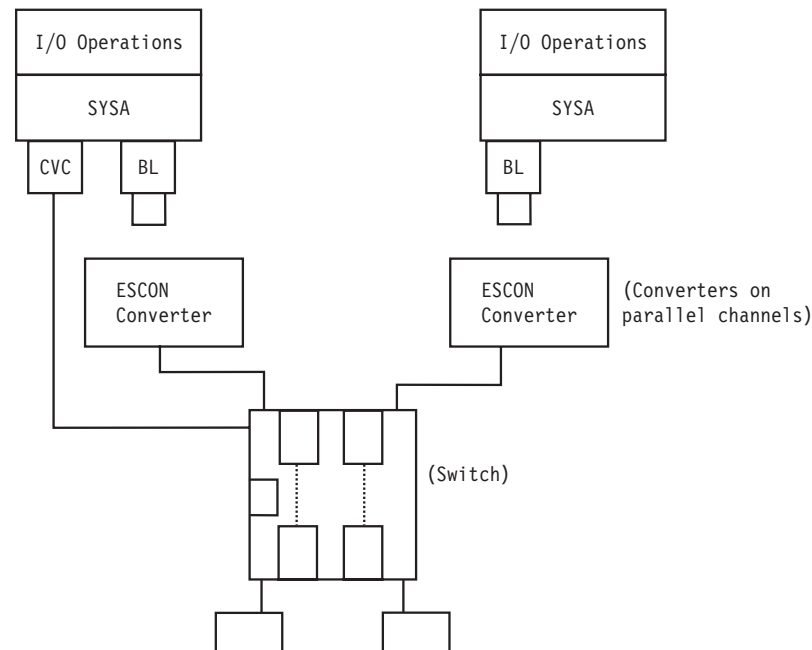 I/O Operations
SYSA
CVC
BL
I/O Operations
SYSA
BL
ESCON
Converter
ESCON
Converter
(Converters on
parallel channels)
(Switch)